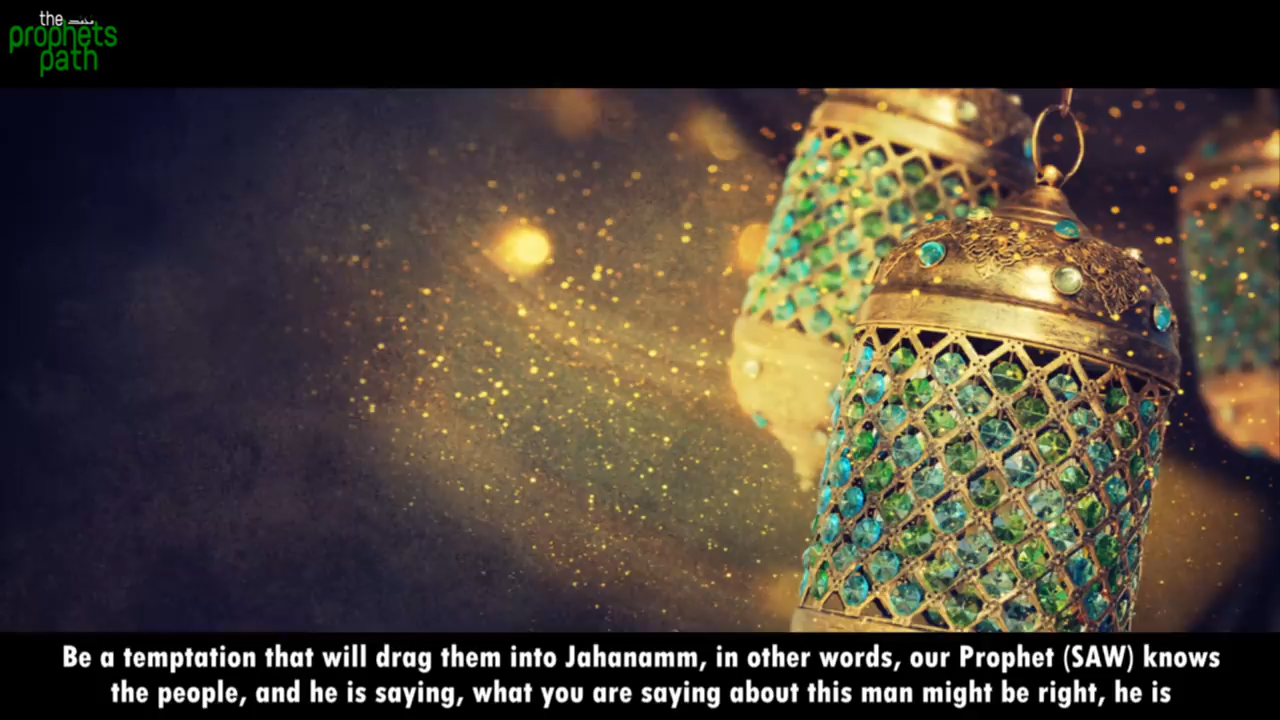 the
prophets
path
Be a temptation that will drag them into Jahanamm, in other words, our Prophet (SAW) knows
the people, and he is saying, what you are saying about this man might be right, he is